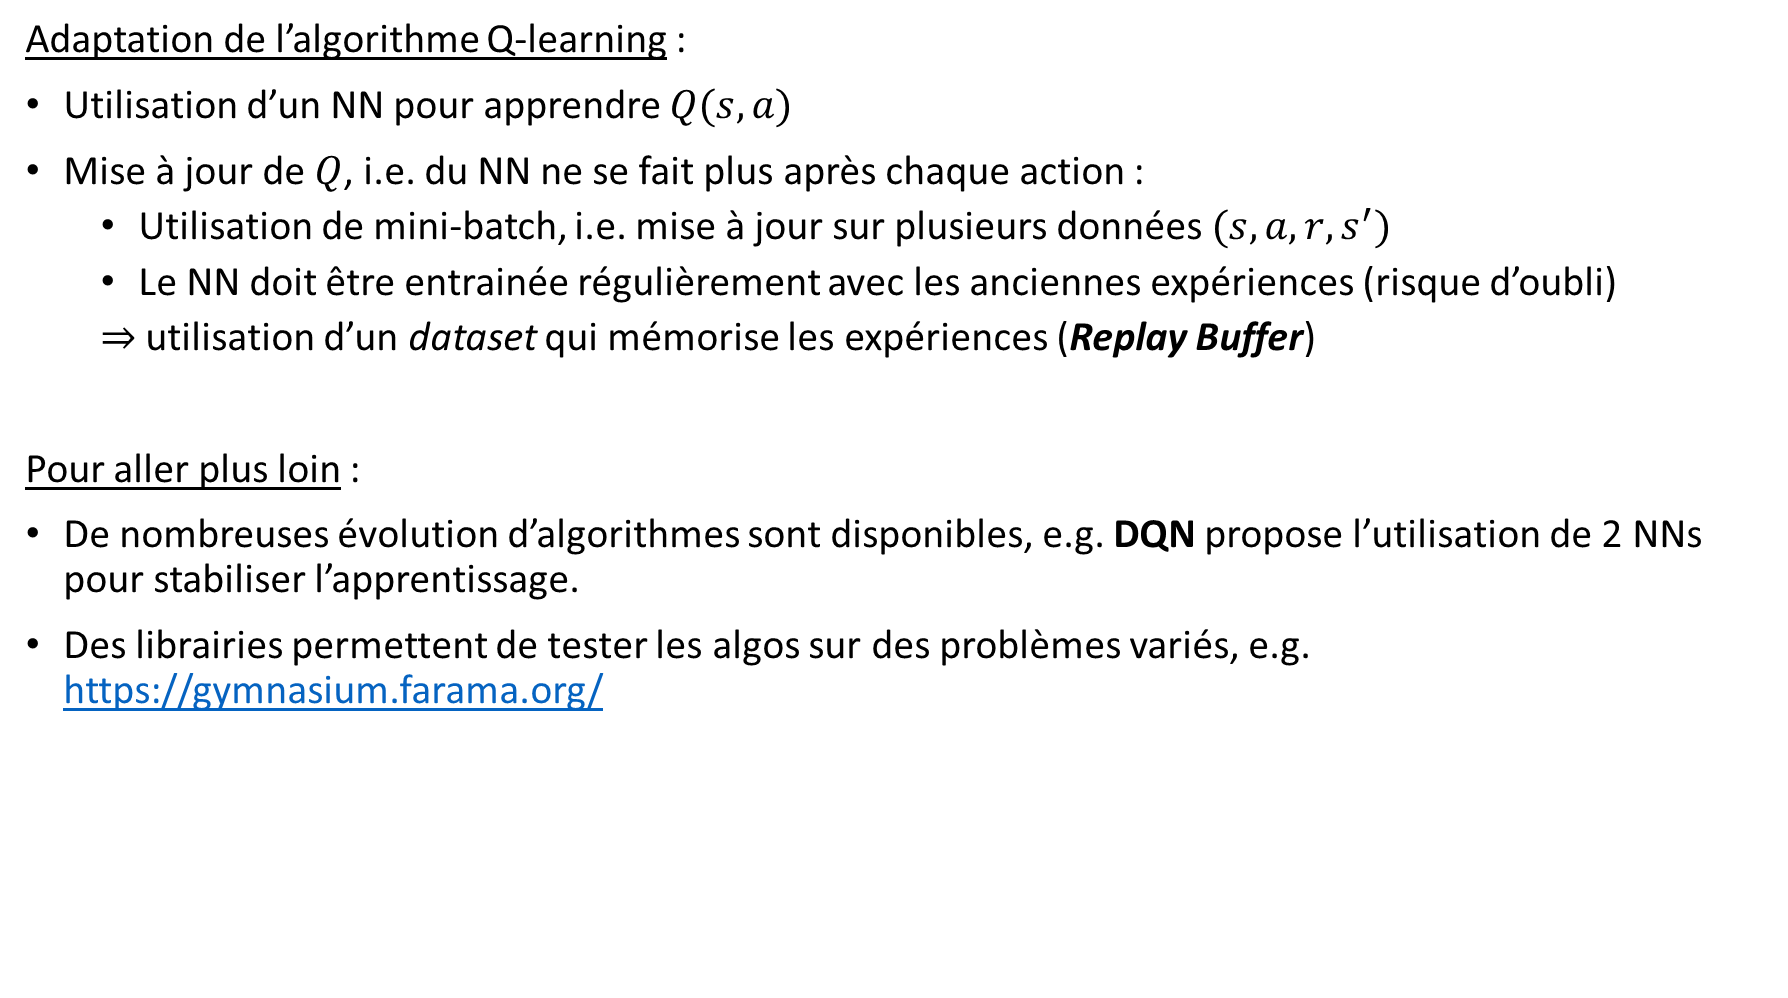 Adaptation de l’algorithme Q-learning :
• Utilisation d’un NN pour apprendre 𝑄(𝑠, 𝑎)
• Mise à jour de 𝑄, i.e. du NN ne se fait plus après chaque action :
• Utilisation de mini-batch, i.e. mise à jour sur plusieurs données (𝑠, 𝑎, 𝑟, 𝑠′)
• Le NN doit être entrainée régulièrement avec les anciennes expériences (risque d’oubli)
⇒ utilisation d’un dataset qui mémorise les expériences (Replay Buffer)
Pour aller plus loin :
• De nombreuses évolution d’algorithmes sont disponibles, e.g. DQN propose l’utilisation de 2 NNs
pour stabiliser l’apprentissage.
• Des librairies permettent de tester les algos sur des problèmes variés, e.g.
https://gymnasium.farama.org/